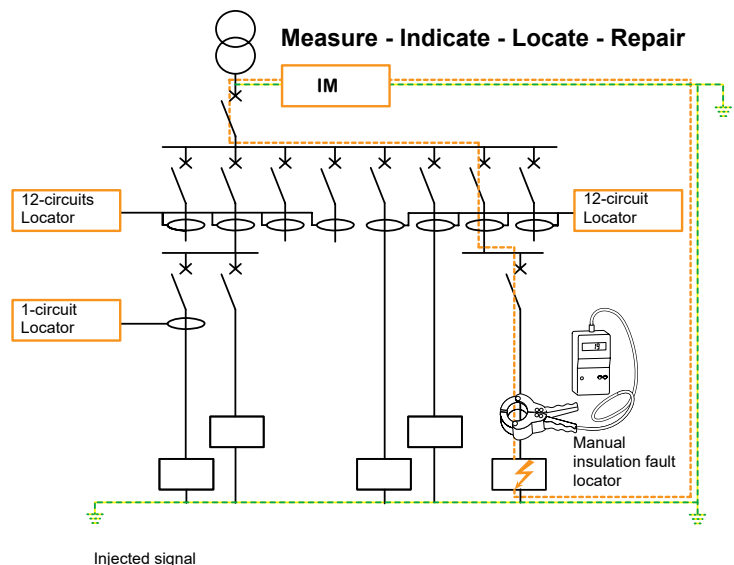 Measure - Indicate - Locate - Repair
IM
12-circuits
Locator
12-circuit
Locator
1-circuit
Locator
19
Manual
insulation fault
locator
Injected signal